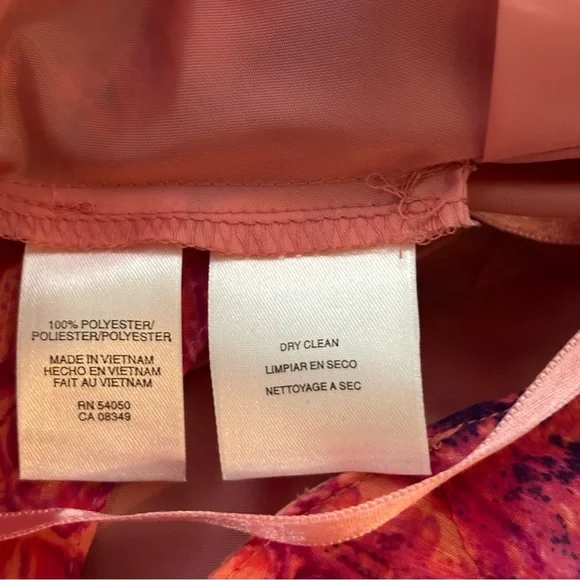 100% POLYESTER/
POLIESTER/POLYESTER
MADE IN VIETNAM
HECHO EN VIETNAM
FAIT AU VIETNAM
RN 54050
CA 08349
DRY CLEAN
LIMPIAR EN SECO
NETTOYAGE A SEC